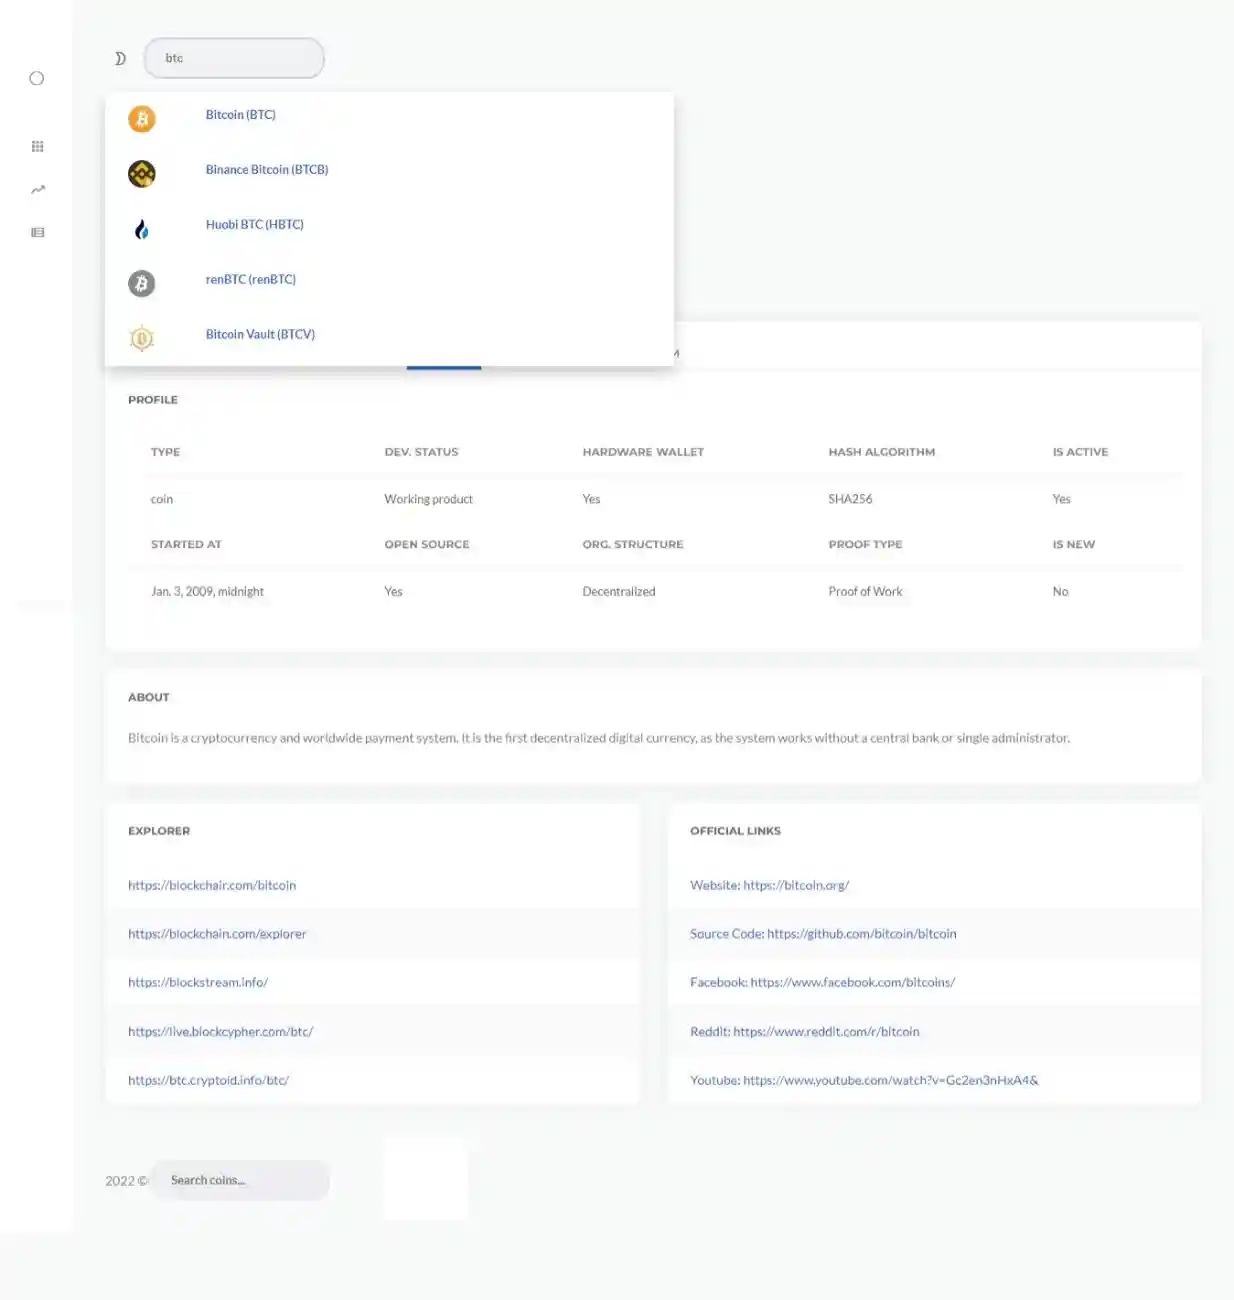 btc
Bitcoin (BTC)
Binance Bitcoin (BTCB)
Huobi BTC (HBTC)
renBTC (renBTC)
Bitcoin Vault (BTCV)
PROFILE
TYPE DEV. STATUS HARDWARE WALLET HASH ALGORITHM IS ACTIVE
coin Working product Yes SHA256 Yes
STARTED AT OPEN SOURCE ORG. STRUCTURE PROOF TYPE IS NEW
Jan. 3, 2009, midnight Yes Decentralized Proof of Work No
ABOUT
Bitcoin is a cryptocurrency and worldwide payment system. It is the first decentralized digital currency, as the system works without a central bank or single administrator.
EXPLORER
https://blockchair.com/bitcoin
https://blockchain.com/explorer
https://blockstream.info/
https://live.blockcypher.com/btc/
https://btc.cryptoid.info/btc/
OFFICIAL LINKS
Website: https://bitcoin.org/
Source Code: https://github.com/bitcoin/bitcoin
Facebook: https://www.facebook.com/bitcoins/
Reddit: https://www.reddit.com/r/bitcoin
Youtube: https://www.youtube.com/watch?v=Gc2en3nHxA4&
2022 © Search coins...